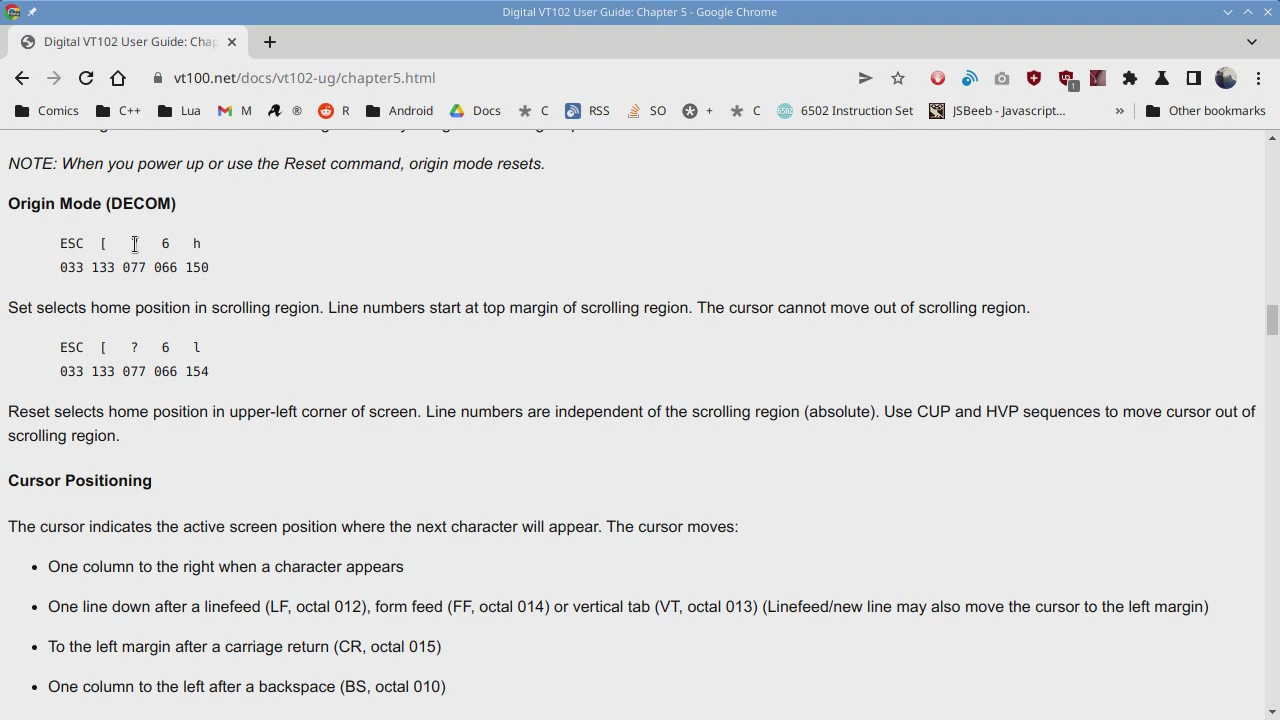 Digital VT102 User Guide: Chapter 5 - Google Chrome
Digital VT102 User Guide: Chap
vt100.net/docs/vt102-ug/chapter5.html
1
Comics C++ Lua M ® R Android Docs C RSS SO + C 6502 Instruction Set JSBeeb - Javascript... » Other bookmarks
NOTE: When you power up or use the Reset command, origin mode resets.
Origin Mode (DECOM)
ESC [ 6 h
033 133 077 066 150
Set selects home position in scrolling region. Line numbers start at top margin of scrolling region. The cursor cannot move out of scrolling region.
ESC [ ? 6 l
033 133 077 066 154
Reset selects home position in upper-left corner of screen. Line numbers are independent of the scrolling region (absolute). Use CUP and HVP sequences to move cursor out of
scrolling region.
Cursor Positioning
The cursor indicates the active screen position where the next character will appear. The cursor moves:
• One column to the right when a character appears
• One line down after a linefeed (LF, octal 012), form feed (FF, octal 014) or vertical tab (VT, octal 013) (Linefeed/new line may also move the cursor to the left margin)
• To the left margin after a carriage return (CR, octal 015)
• One column to the left after a backspace (BS, octal 010)